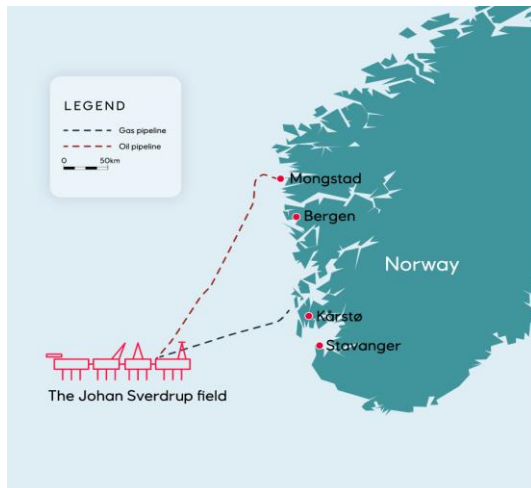 LEGEND
Gas pipeline
Oil pipeline
0 50km
Mongstad
Bergen
Norway
Kårstø
Stavanger
The Johan Sverdrup field